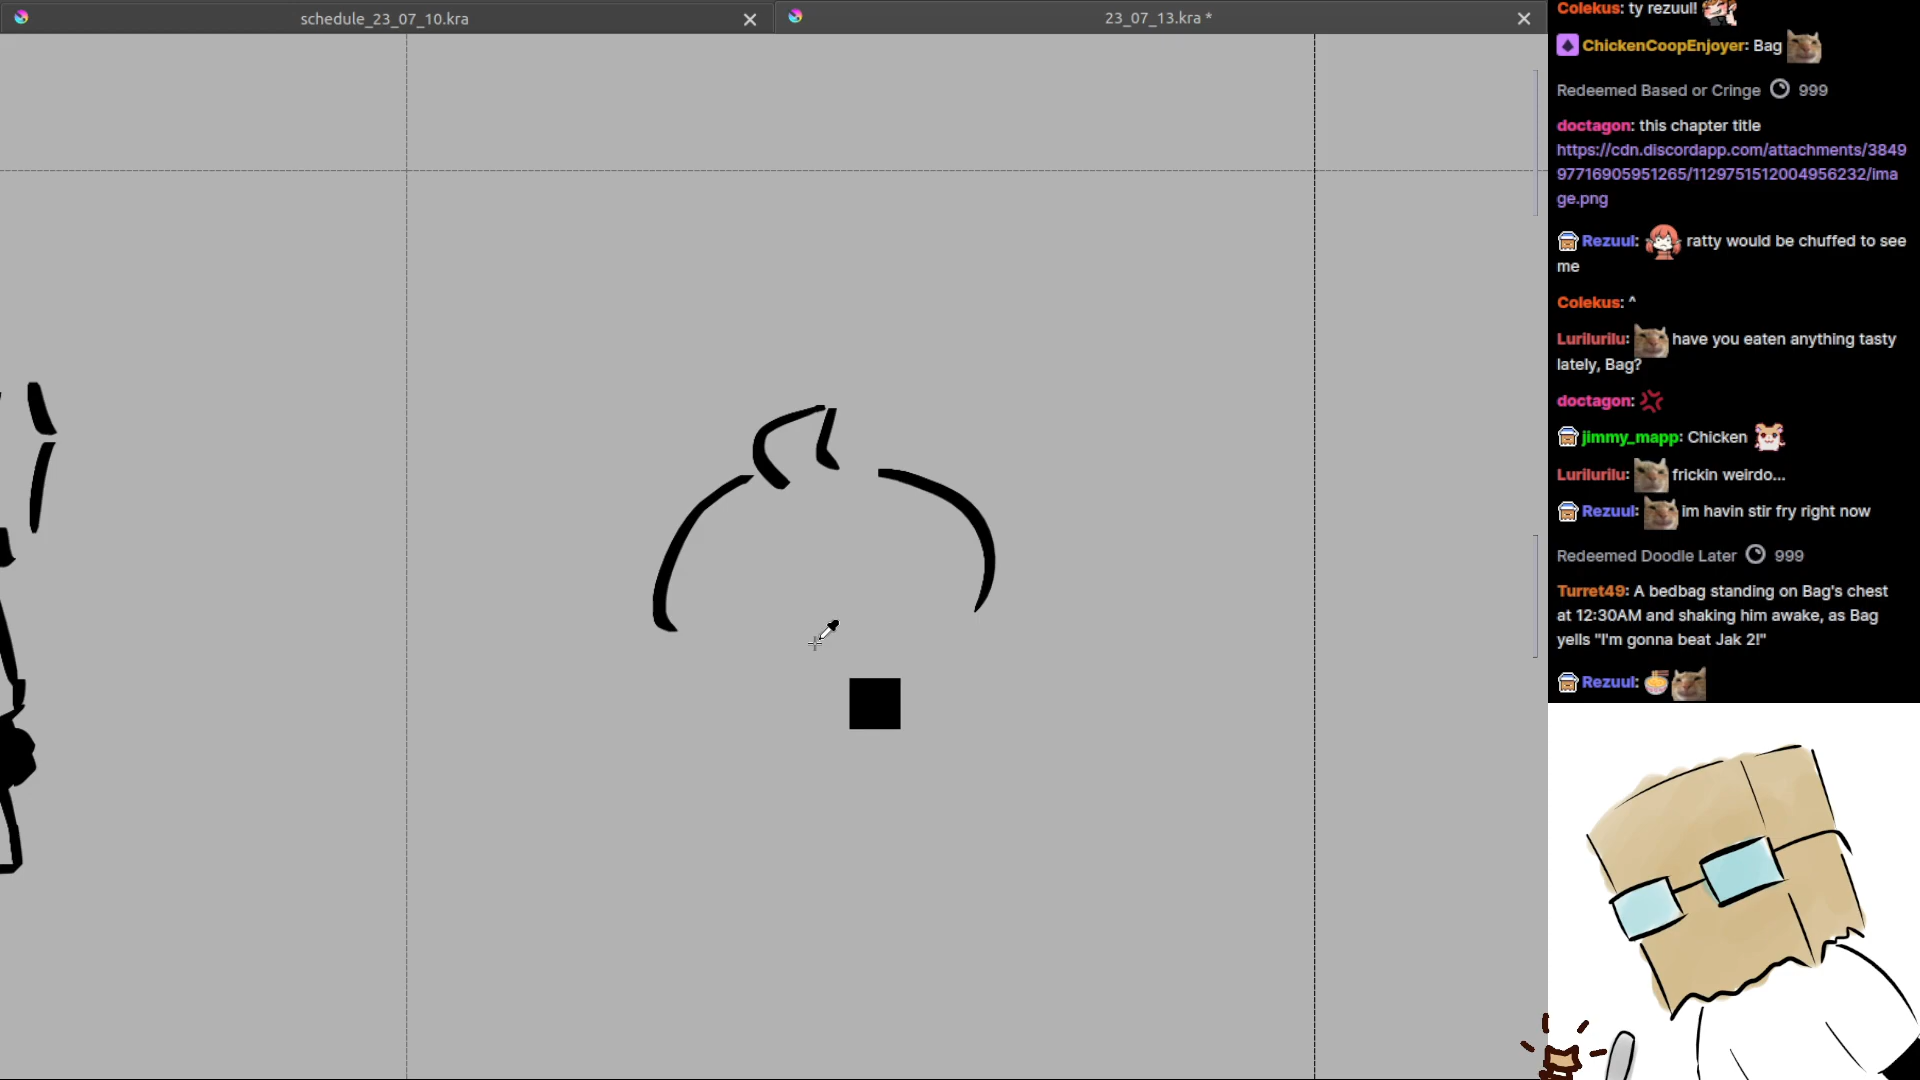 schedule_23_07_10.kra
23_07_13.kra *
Colekus: ty rezuul!
ChickenCoopEnjoyer: Bag
Redeemed Based or Cringe 999
doctagon: this chapter title
https://cdn.discordapp.com/attachments/3849
97716905951265/1129751512004956232/ima
ge.png
Rezuul: ratty would be chuffed to see
me
Colekus: ^
Lurilurilu: have you eaten anything tasty
lately, Bag?
doctagon:
jimmy_mapp: Chicken
Lurilurilu: frickin weirdo...
Rezuul: im havin stir fry right now
Redeemed Doodle Later 999
Turret49: A bedbag standing on Bag's chest
at 12:30AM and shaking him awake, as Bag
yells "I'm gonna beat Jak 2!"
Rezuul: